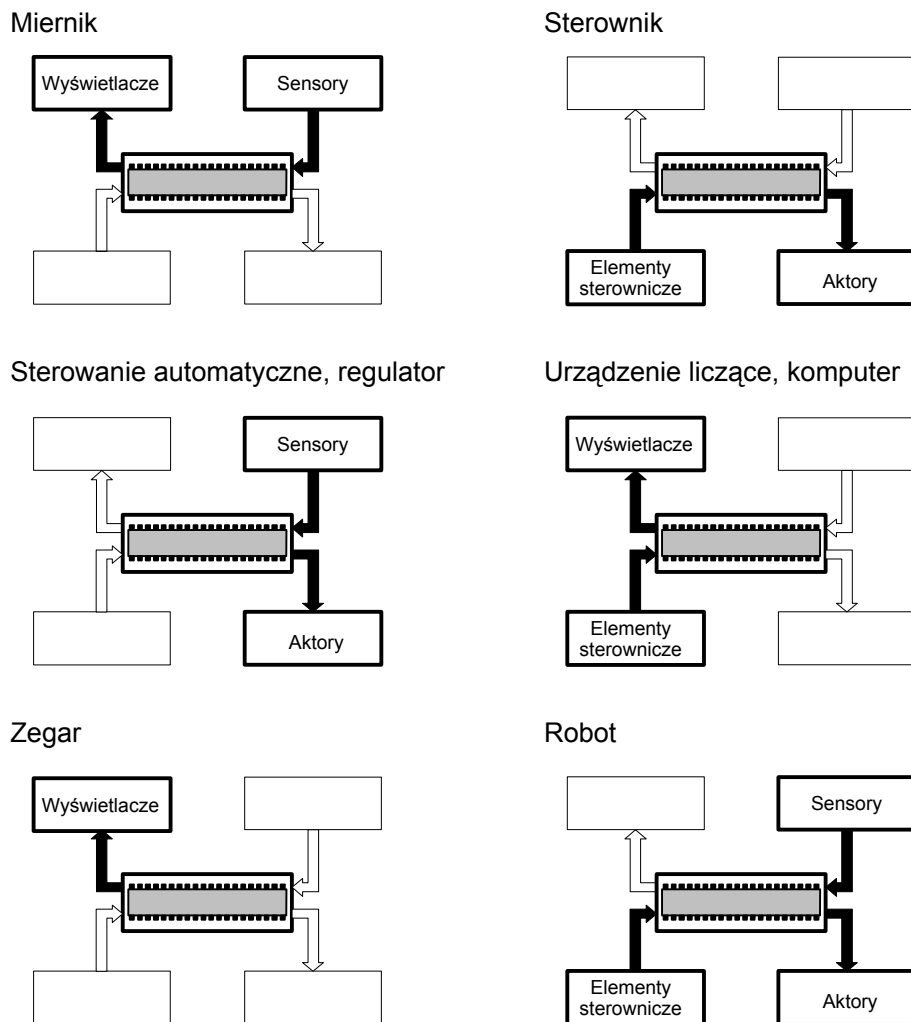 Miernik
Wyświetlacze
Sensory
Sterownik
Elementy
sterownicze
Aktory
Sterowanie automatyczne, regulator
Sensory
Aktory
Urządzenie liczące, komputer
Wyświetlacze
Elementy
sterownicze
Zegar
Wyświetlacze
Robot
Sensory
Elementy
sterownicze
Aktory